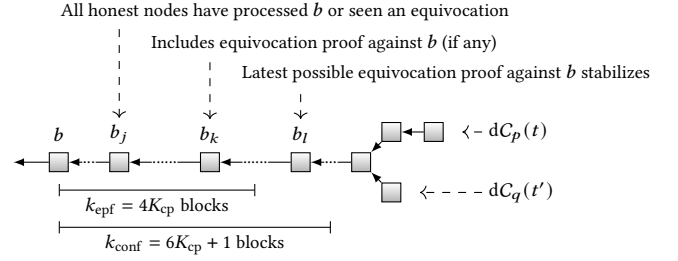 All honest nodes have processed b or seen an equivocation
Includes equivocation proof against b (if any)
Latest possible equivocation proof against b stabilizes
b b_j b_k b_l dC_p(t)
dC_q(t′)
k_epf = 4K_cp blocks
k_conf = 6K_cp + 1 blocks